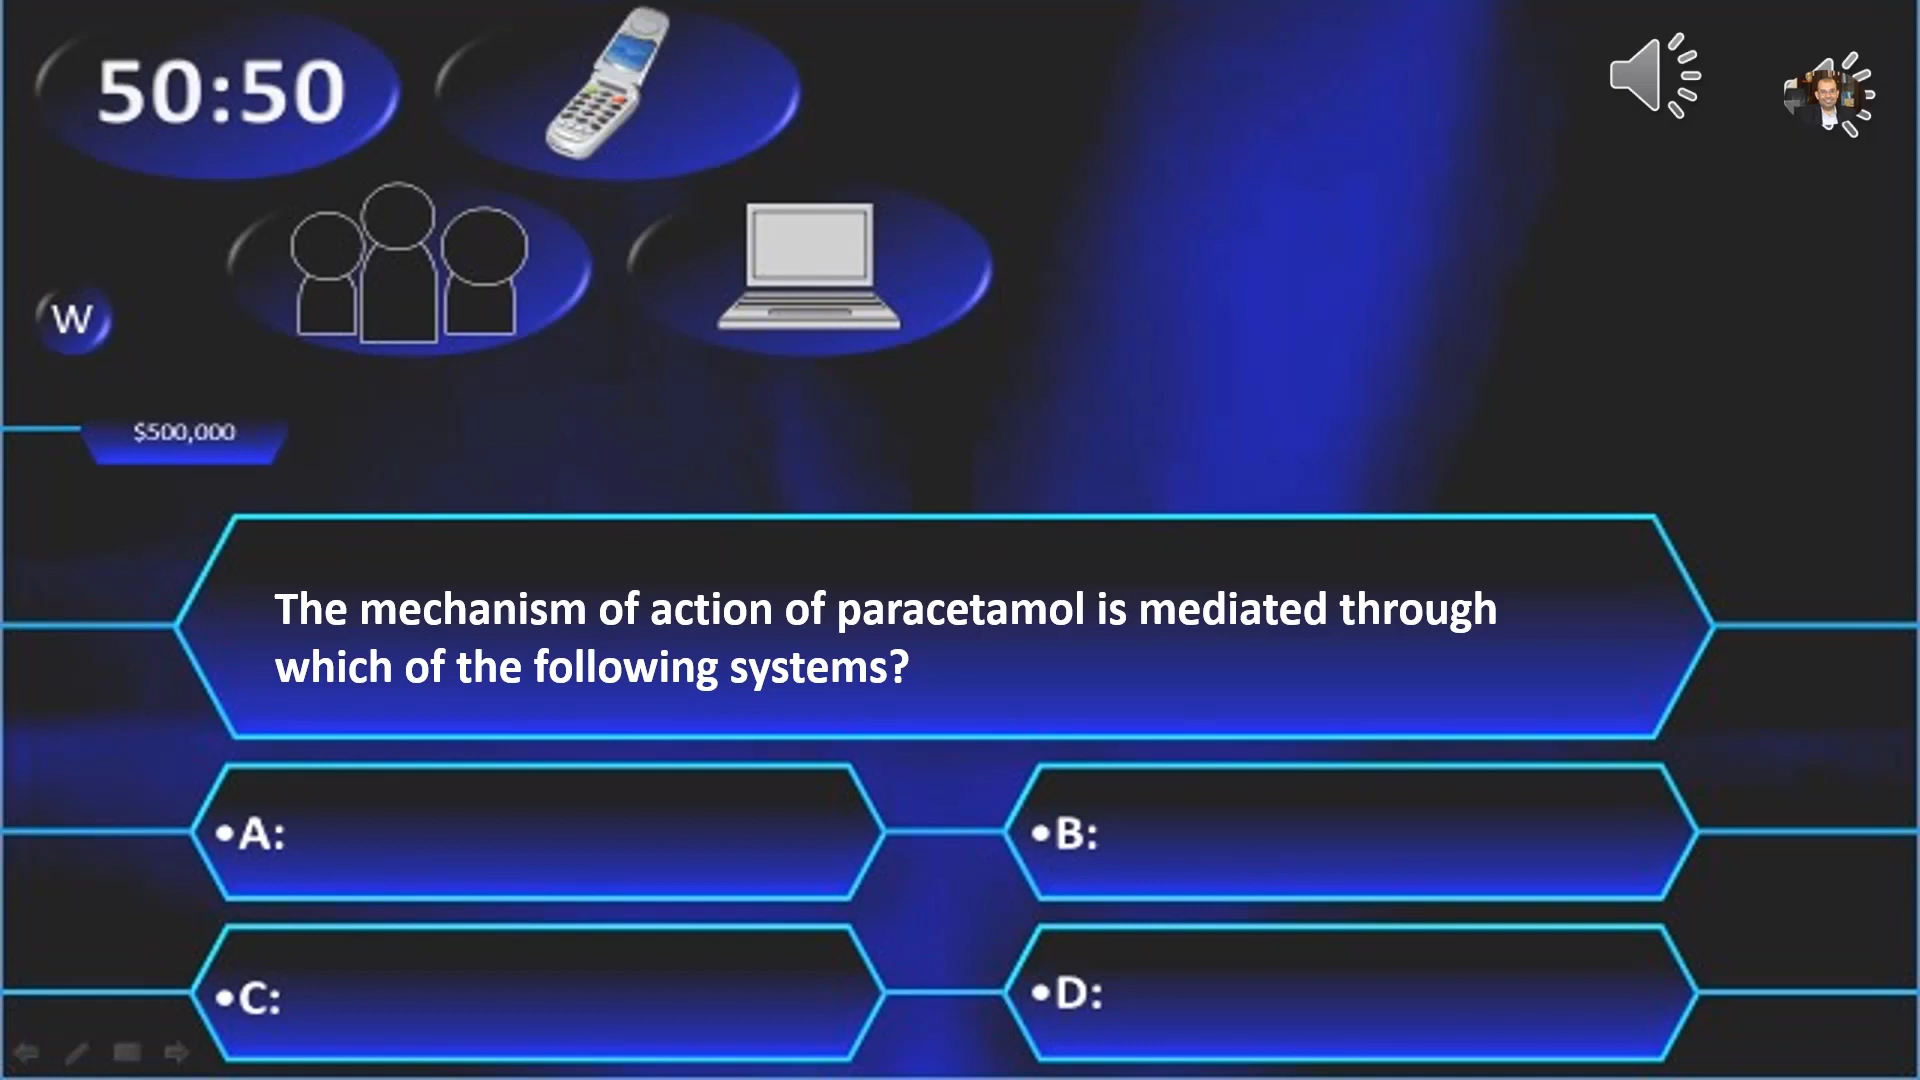 50:50
W
$500,000
The mechanism of action of paracetamol is mediated through
which of the following systems?
•A:
•B:
•C:
•D: